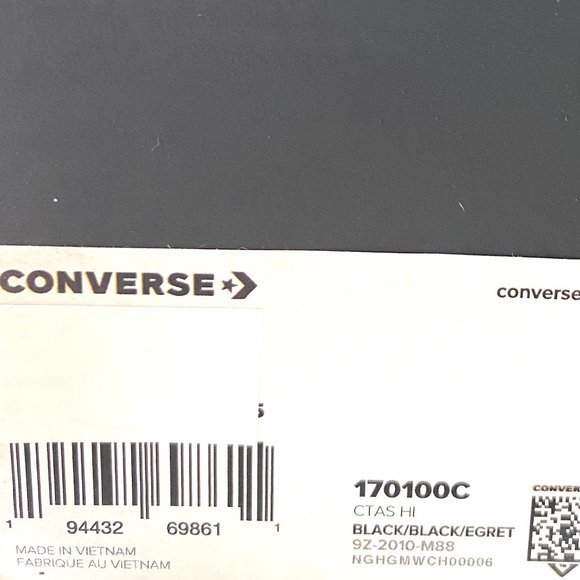 CONVERSE
converse
170100C
CTAS HI
BLACK/BLACK/EGRET
9Z-2010-M88
NGHGMWCH00006
CONVER
1 94432 69861 1
MADE IN VIETNAM
FABRIQUE AU VIETNAM